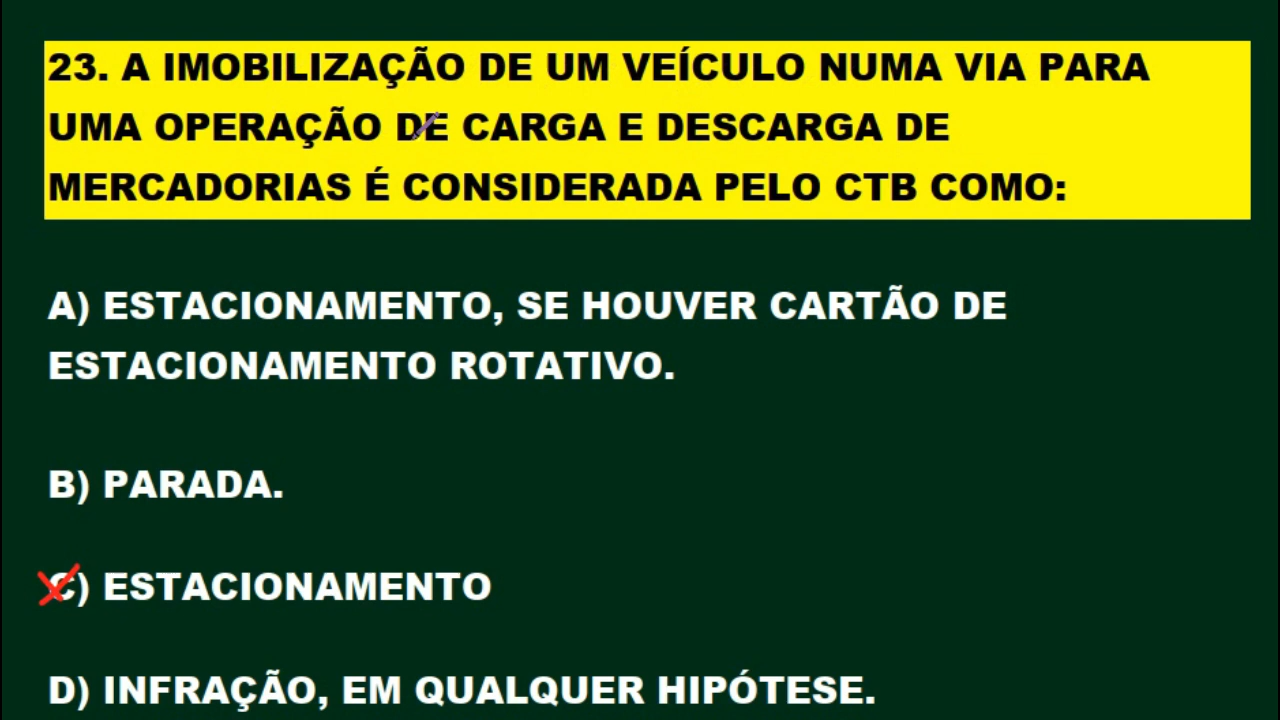 23. A IMOBILIZAÇÃO DE UM VEÍCULO NUMA VIA PARA
UMA OPERAÇÃO DE CARGA E DESCARGA DE
MERCADORIAS É CONSIDERADA PELO CTB COMO:
A) ESTACIONAMENTO, SE HOUVER CARTÃO DE
ESTACIONAMENTO ROTATIVO.
B) PARADA.
C) ESTACIONAMENTO
D) INFRAÇÃO, EM QUALQUER HIPÓTESE.